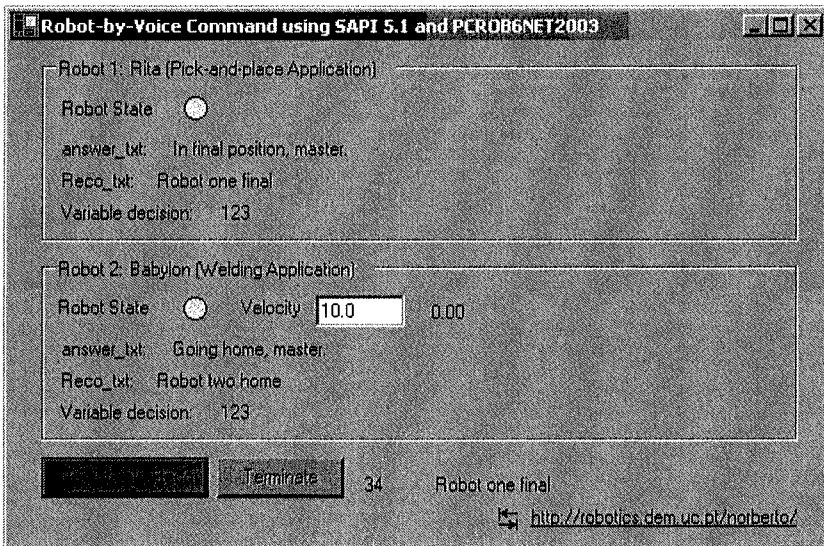 Robot-by-Voice Command using SAPI 5.1 and PCROB6NET2003
Robot 1: Rita (Pick-and-place Application)
Robot State
answer_txt: In final position, master.
Reco_txt: Robot one final
Variable decision: 123
Robot 2: Babylon (Welding Application)
Robot State Velocity 10.0 0.00
answer_txt: Going home, master.
Reco_txt: Robot two home
Variable decision: 123
Terminate 34 Robot one final
http://robotics.dem.uc.pt/norberto/